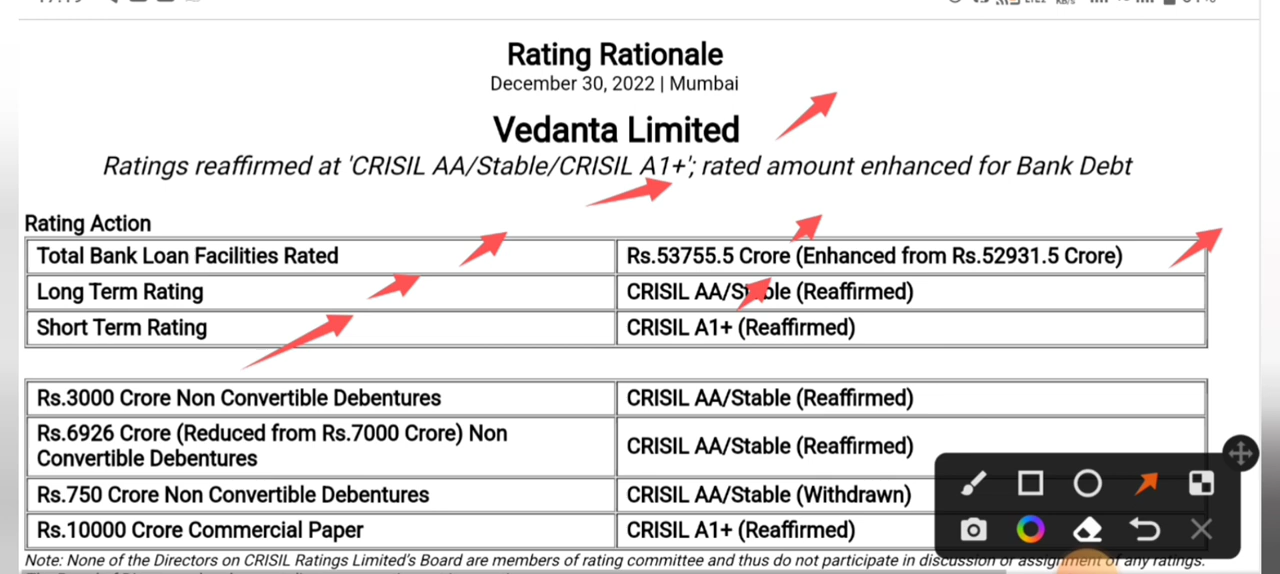 Rating Rationale
December 30, 2022 | Mumbai
Vedanta Limited
Ratings reaffirmed at 'CRISIL AA/Stable/CRISIL A1+'; rated amount enhanced for Bank Debt
Rating Action
Total Bank Loan Facilities Rated Rs.53755.5 Crore (Enhanced from Rs.52931.5 Crore)
Long Term Rating CRISIL AA/Stable (Reaffirmed)
Short Term Rating CRISIL A1+ (Reaffirmed)
Rs.3000 Crore Non Convertible Debentures CRISIL AA/Stable (Reaffirmed)
Rs.6926 Crore (Reduced from Rs.7000 Crore) Non
Convertible Debentures CRISIL AA/Stable (Reaffirmed)
Rs.750 Crore Non Convertible Debentures CRISIL AA/Stable (Withdrawn)
Rs.10000 Crore Commercial Paper CRISIL A1+ (Reaffirmed)
Note: None of the Directors on CRISIL Ratings Limited's Board are members of rating committee and thus do not participate in discussion or assignment of any ratings.